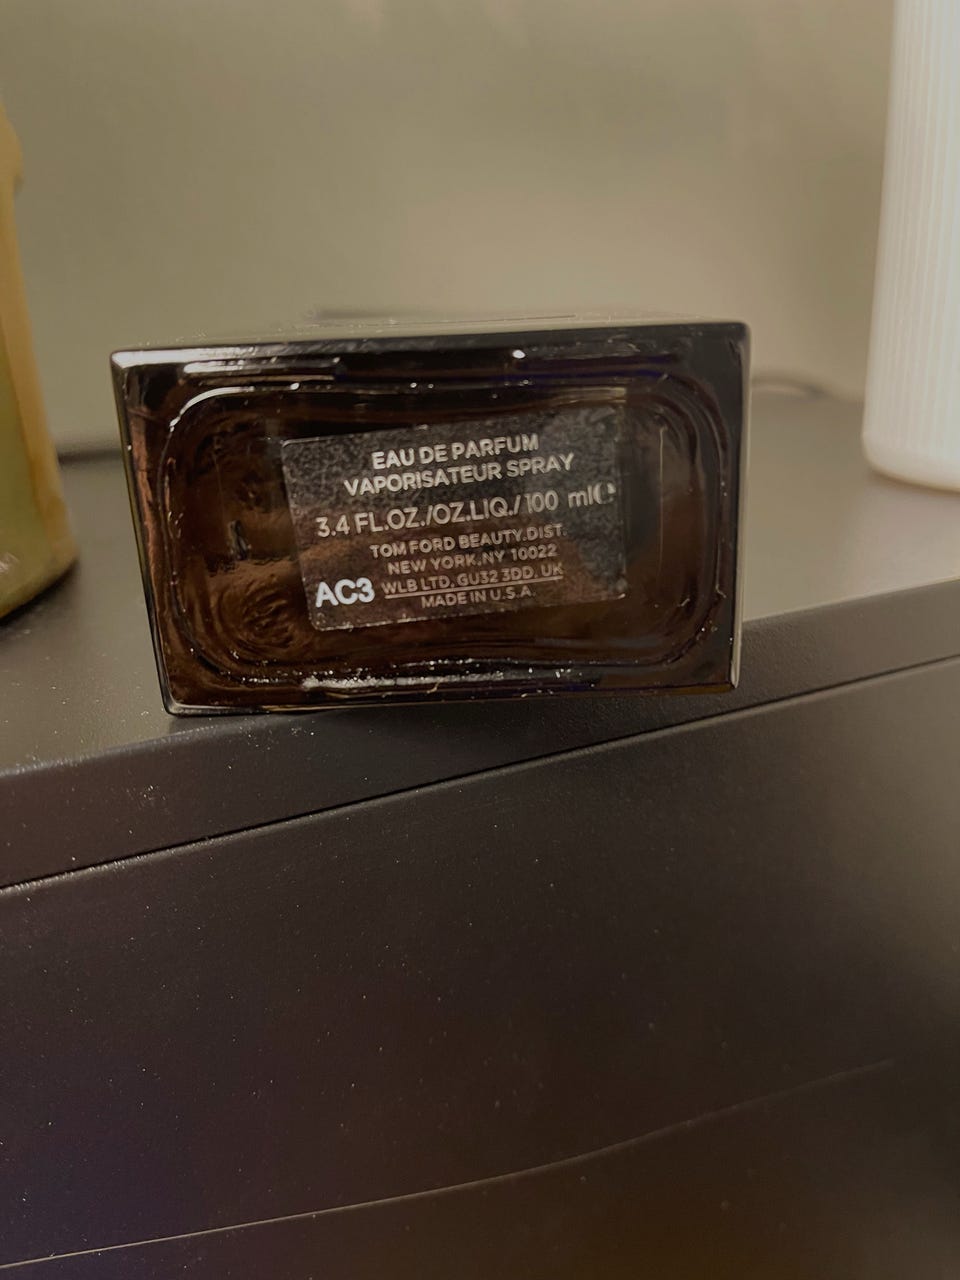 EAU DE PARFUM
VAPORISATEUR SPRAY
3.4 FL.OZ./OZ.LIQ./100 ml℮
TOM FORD BEAUTY.DIST.
NEW YORK,NY 10022
AC3 WLB LTD, GU32 3DD, UK
MADE IN U.S.A.